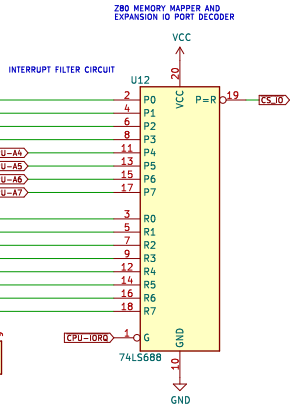 Z80 MEMORY MAPPER AND
EXPANSION IO PORT DECODER
VCC
INTERRUPT FILTER CIRCUIT
U12
20
VCC
2 P0
P=R 19 CS_IO
4 P1
6 P2
8 P3
U-A4 11 P4
U-A5 13 P5
U-A6 15 P6
U-A7 17 P7
3 R0
5 R1
7 R2
9 R3
12 R4
14 R5
16 R6
18 R7
CPU-IORQ 1 G
GND
74LS688
10
GND